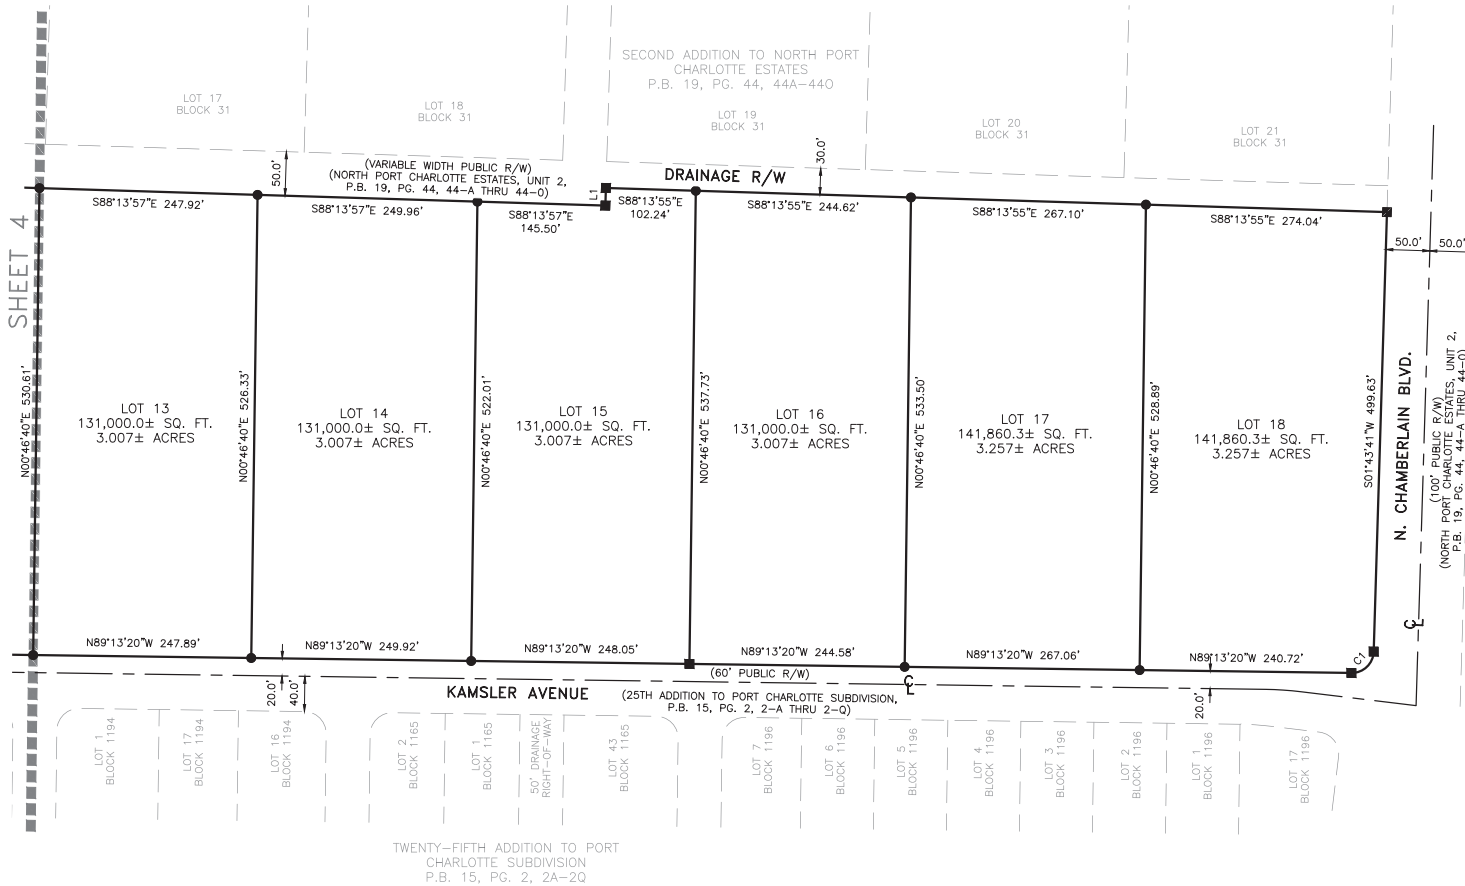 SECOND ADDITION TO NORTH PORT
CHARLOTTE ESTATES
P.B. 19, PG. 44, 44A-44O
LOT 17
BLOCK 31
LOT 18
BLOCK 31
LOT 19
BLOCK 31
LOT 20
BLOCK 31
LOT 21
BLOCK 31
50.0'
(VARIABLE WIDTH PUBLIC R/W)
(NORTH PORT CHARLOTTE ESTATES, UNIT 2,
P.B. 19, PG. 44, 44-A THRU 44-O)
30.0'
DRAINAGE R/W
L1
S88°13'57"E 247.92'
S88°13'57"E 249.96'
S88°13'57"E
145.50'
S88°13'55"E
102.24'
S88°13'55"E 244.62'
S88°13'55"E 267.10'
S88°13'55"E 274.04'
50.0'
50.0'
SHEET 4
N00°46'40"E 530.61'
LOT 13
131,000.0± SQ. FT.
3.007± ACRES
N00°46'40"E 526.33'
LOT 14
131,000.0± SQ. FT.
3.007± ACRES
N00°46'40"E 522.01'
LOT 15
131,000.0± SQ. FT.
3.007± ACRES
N00°46'40"E 537.73'
LOT 16
131,000.0± SQ. FT.
3.007± ACRES
N00°46'40"E 533.50'
LOT 17
141,860.3± SQ. FT.
3.257± ACRES
N00°46'40"E 528.89'
LOT 18
141,860.3± SQ. FT.
3.257± ACRES
S01°43'41"W 499.63'
N. CHAMBERLAIN BLVD.
(100' PUBLIC R/W)
(NORTH PORT CHARLOTTE ESTATES, UNIT 2,
P.B. 19, PG. 44, 44-A THRU 44-O)
CL
N89°13'20"W 247.89'
N89°13'20"W 249.92'
N89°13'20"W 248.05'
N89°13'20"W 244.58'
N89°13'20"W 267.06'
N89°13'20"W 240.72'
C1
(60' PUBLIC R/W)
CL
20.0'
40.0'
KAMSLER AVENUE
(25TH ADDITION TO PORT CHARLOTTE SUBDIVISION,
P.B. 15, PG. 2, 2-A THRU 2-Q)
20.0'
LOT 1
BLOCK 1194
LOT 17
BLOCK 1194
LOT 16
BLOCK 1194
LOT 2
BLOCK 1165
LOT 1
BLOCK 1165
50' DRAINAGE
RIGHT-OF-WAY
LOT 43
BLOCK 1165
LOT 7
BLOCK 1196
LOT 6
BLOCK 1196
LOT 5
BLOCK 1196
LOT 4
BLOCK 1196
LOT 3
BLOCK 1196
LOT 2
BLOCK 1196
LOT 1
BLOCK 1196
LOT 17
BLOCK 1196
TWENTY-FIFTH ADDITION TO PORT
CHARLOTTE SUBDIVISION
P.B. 15, PG. 2, 2A-2Q